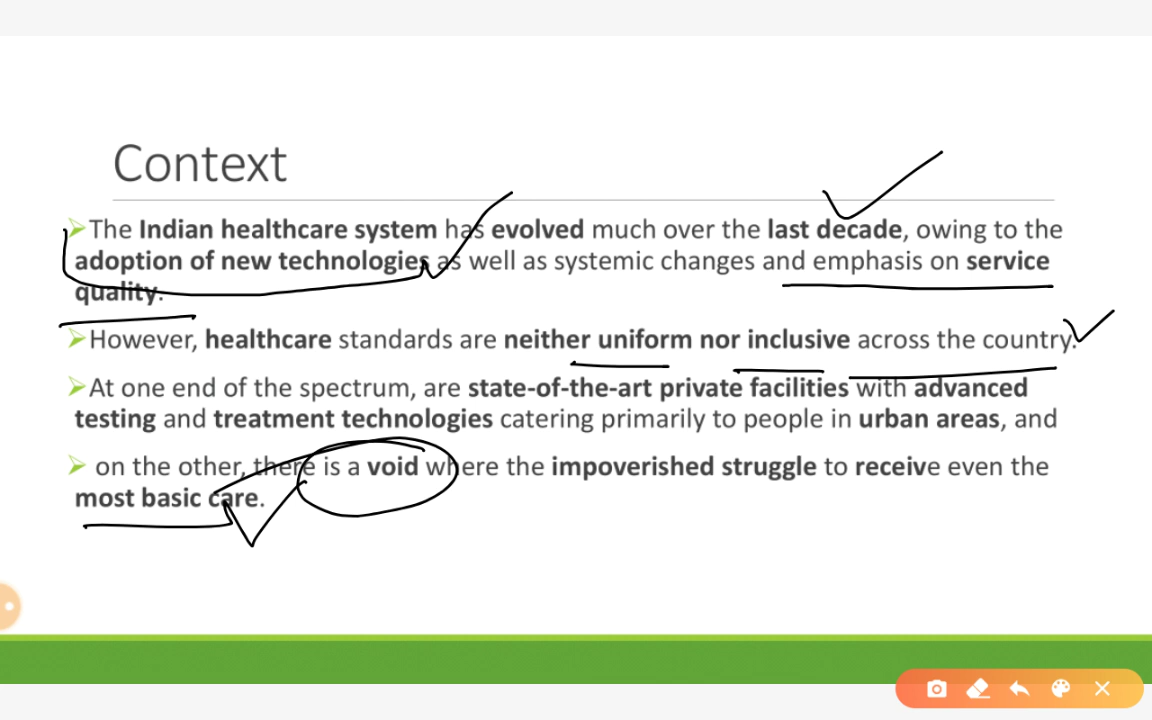 Context
The Indian healthcare system has evolved much over the last decade, owing to the
adoption of new technologies as well as systemic changes and emphasis on service
quality.
However, healthcare standards are neither uniform nor inclusive across the country.
At one end of the spectrum, are state-of-the-art private facilities with advanced
testing and treatment technologies catering primarily to people in urban areas, and
on the other, there is a void where the impoverished struggle to receive even the
most basic care.